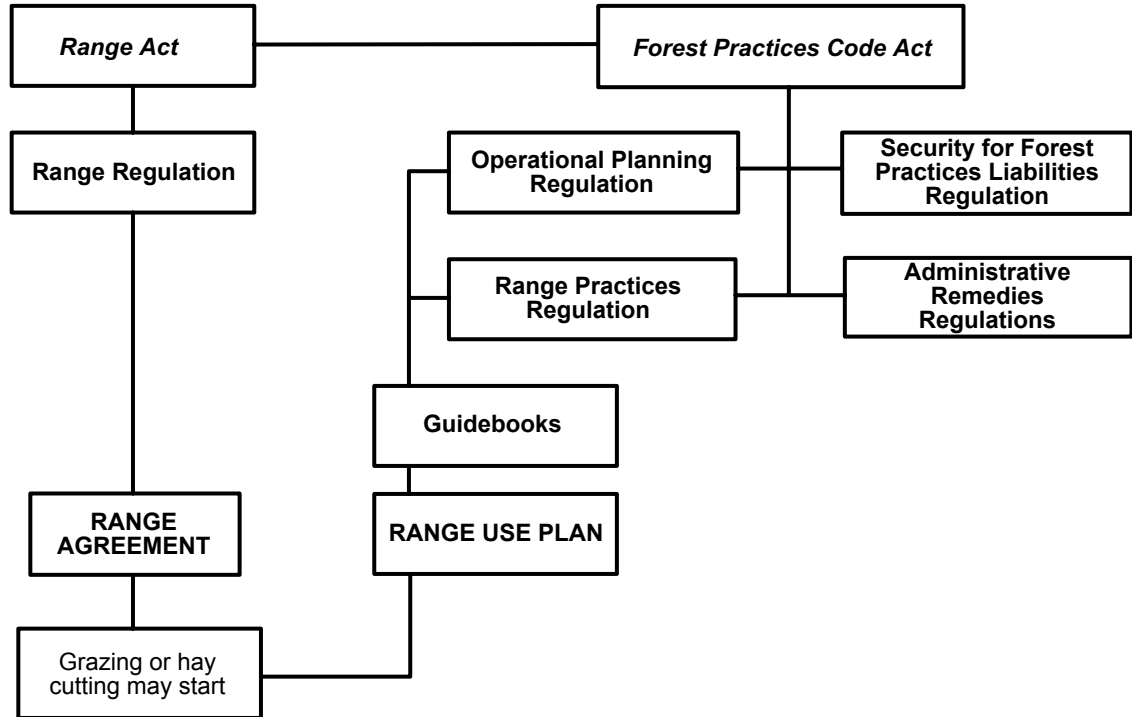 Range Act
Forest Practices Code Act
Range Regulation
Operational Planning
Regulation
Security for Forest
Practices Liabilities
Regulation
Range Practices
Regulation
Administrative
Remedies
Regulations
Guidebooks
RANGE
AGREEMENT
RANGE USE PLAN
Grazing or hay
cutting may start